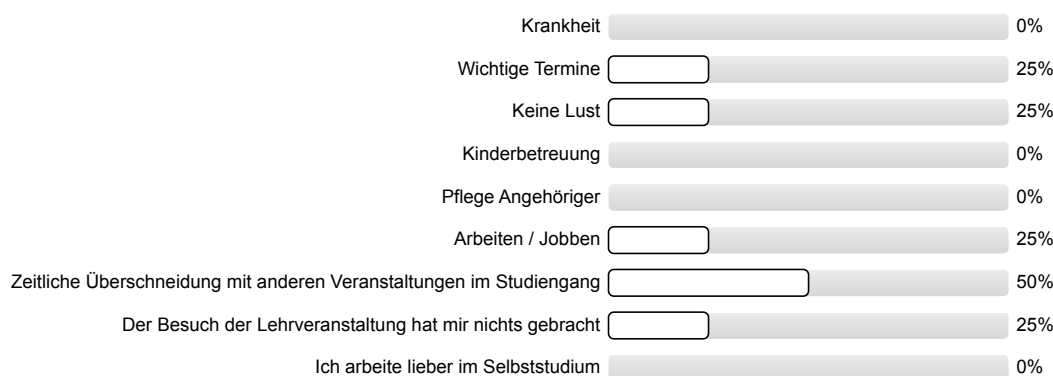 Krankheit 0%
Wichtige Termine 25%
Keine Lust 25%
Kinderbetreuung 0%
Pflege Angehöriger 0%
Arbeiten / Jobben 25%
Zeitliche Überschneidung mit anderen Veranstaltungen im Studiengang 50%
Der Besuch der Lehrveranstaltung hat mir nichts gebracht 25%
Ich arbeite lieber im Selbststudium 0%